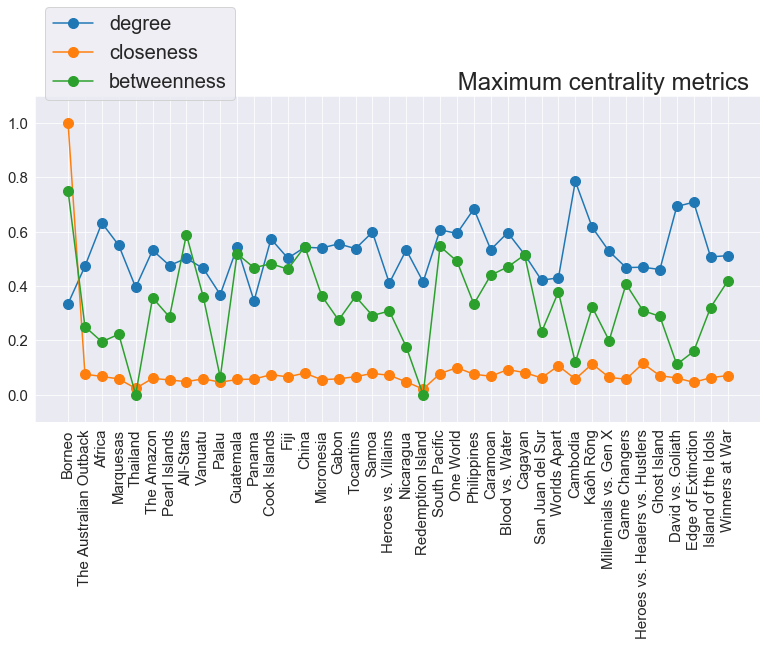 degree
closeness
betweenness
Maximum centrality metrics
1.0
0.8
0.6
0.4
0.2
0.0
Borneo
The Australian Outback
Africa
Marquesas
Thailand
The Amazon
Pearl Islands
All-Stars
Vanuatu
Palau
Guatemala
Panama
Cook Islands
Fiji
China
Micronesia
Gabon
Tocantins
Samoa
Heroes vs. Villains
Nicaragua
Redemption Island
South Pacific
One World
Philippines
Caramoan
Blood vs. Water
Cagayan
San Juan del Sur
Worlds Apart
Cambodia
Kaôh Rōng
Millennials vs. Gen X
Game Changers
Heroes vs. Healers vs. Hustlers
Ghost Island
David vs. Goliath
Edge of Extinction
Island of the Idols
Winners at War